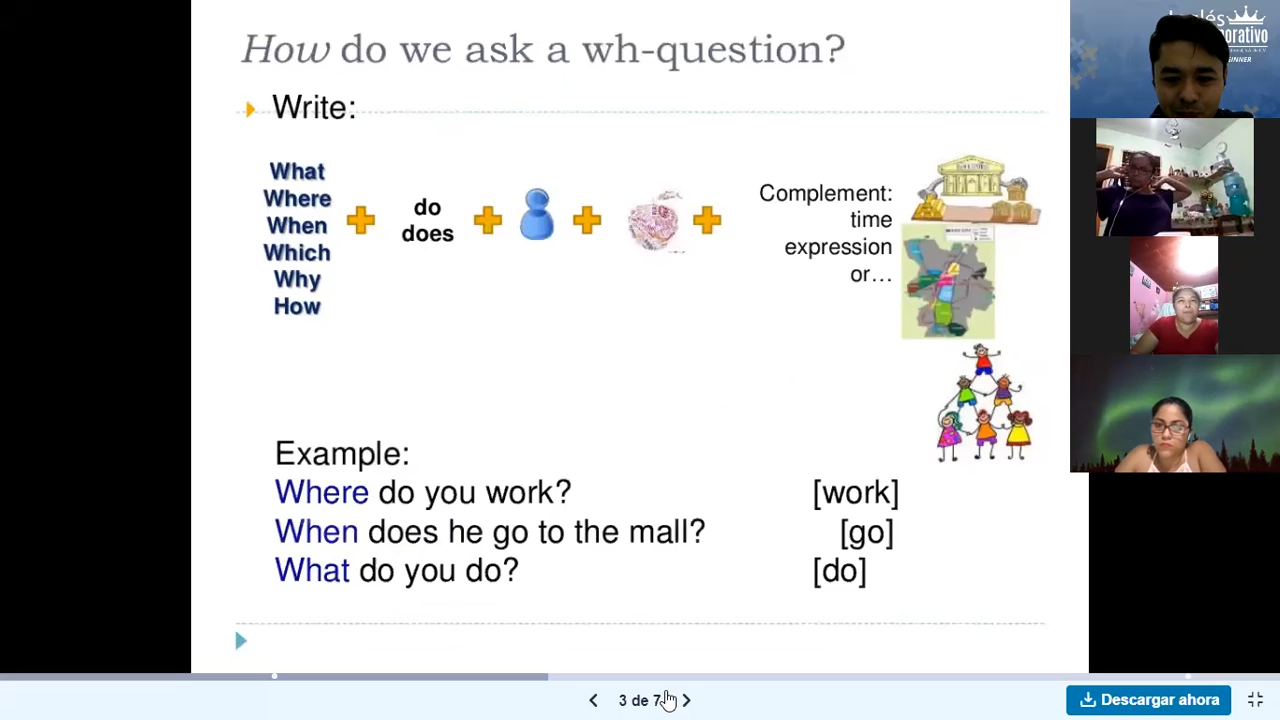 How do we ask a wh-question?
Write:
What
Where
When
Which
Why
How
do
does
Complement:
time
expression
or…
Example:
Where do you work? [work]
When does he go to the mall? [go]
What do you do? [do]
3 de 7
Descargar ahora